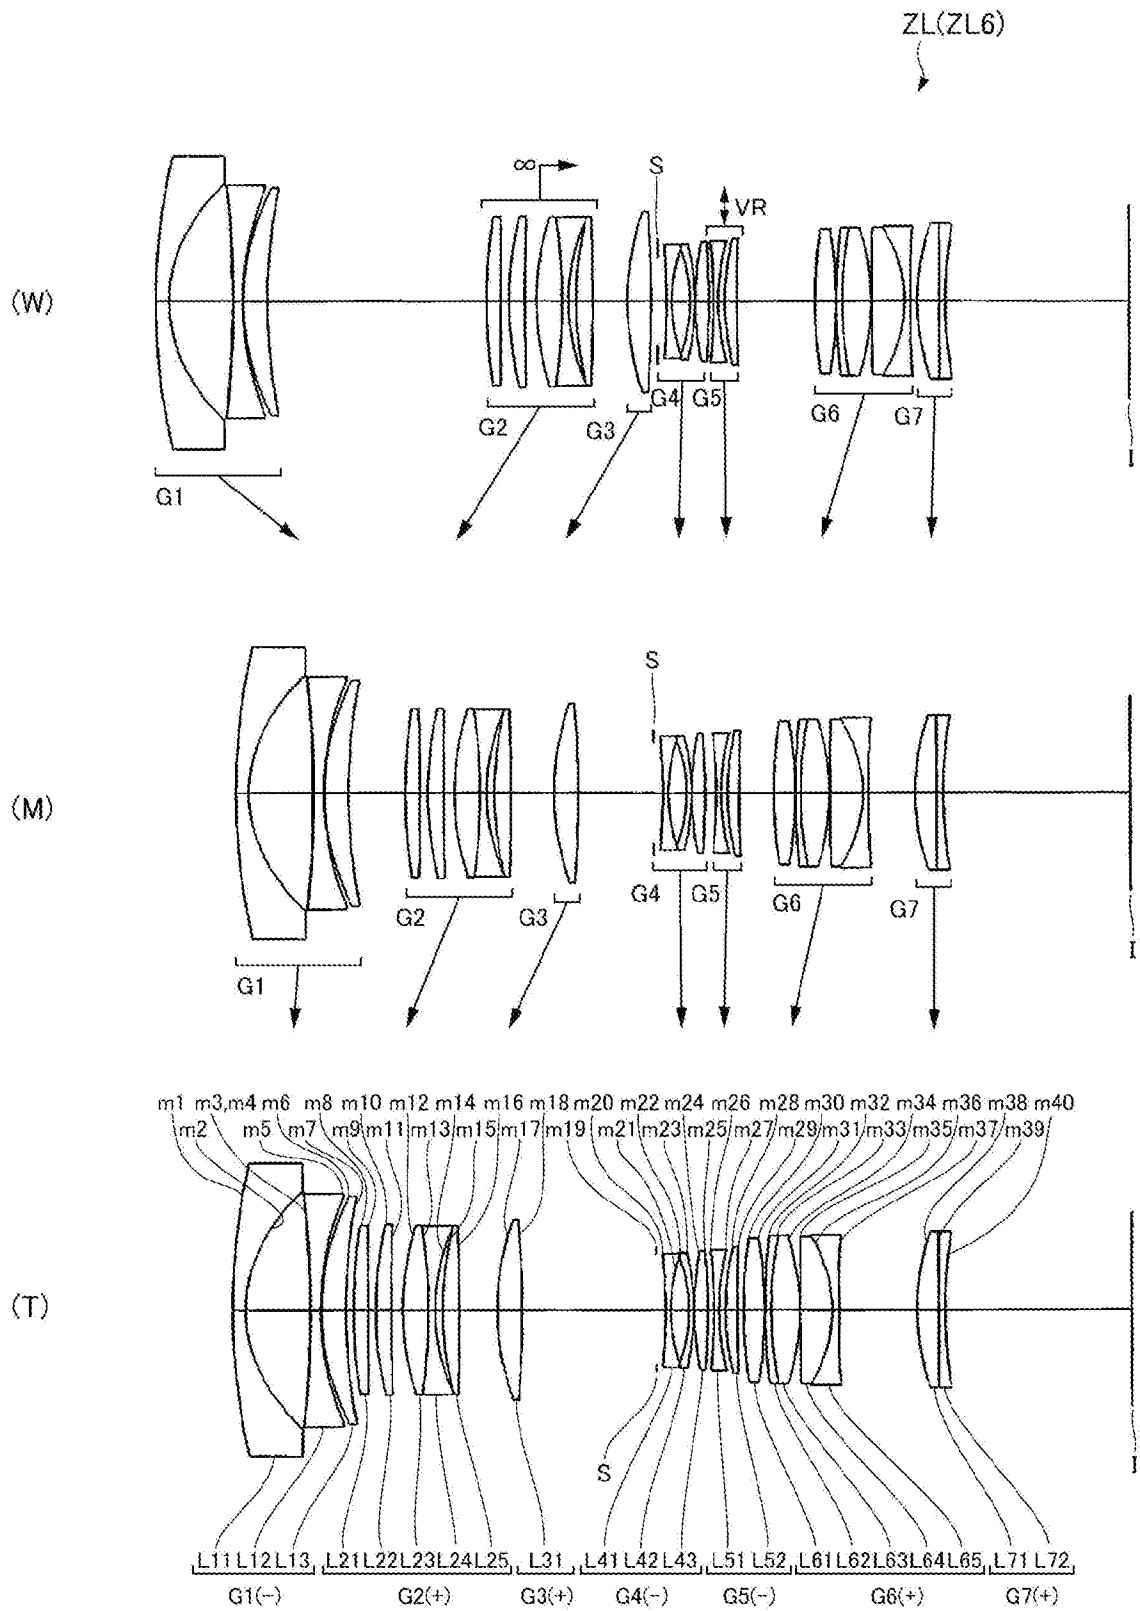 ZL(ZL6)
∞
S
VR
(W)
G1
G2
G3
G4
G5
G6
G7
I
S
(M)
G1
G2
G3
G4
G5
G6
G7
I
m1 m3,m4 m6 m8 m10 m12 m14 m16 m18 m20 m22 m24 m26 m28 m30 m32 m34 m36 m38 m40
m2 m5 m7 m9 m11 m13 m15 m17 m19 m21 m23 m25 m27 m29 m31 m33 m35 m37 m39
(T)
S
I
L11 L12 L13 L21 L22 L23 L24 L25 L31 L41 L42 L43 L51 L52 L61 L62 L63 L64 L65 L71 L72
G1(−) G2(+) G3(+) G4(−) G5(−) G6(+) G7(+)